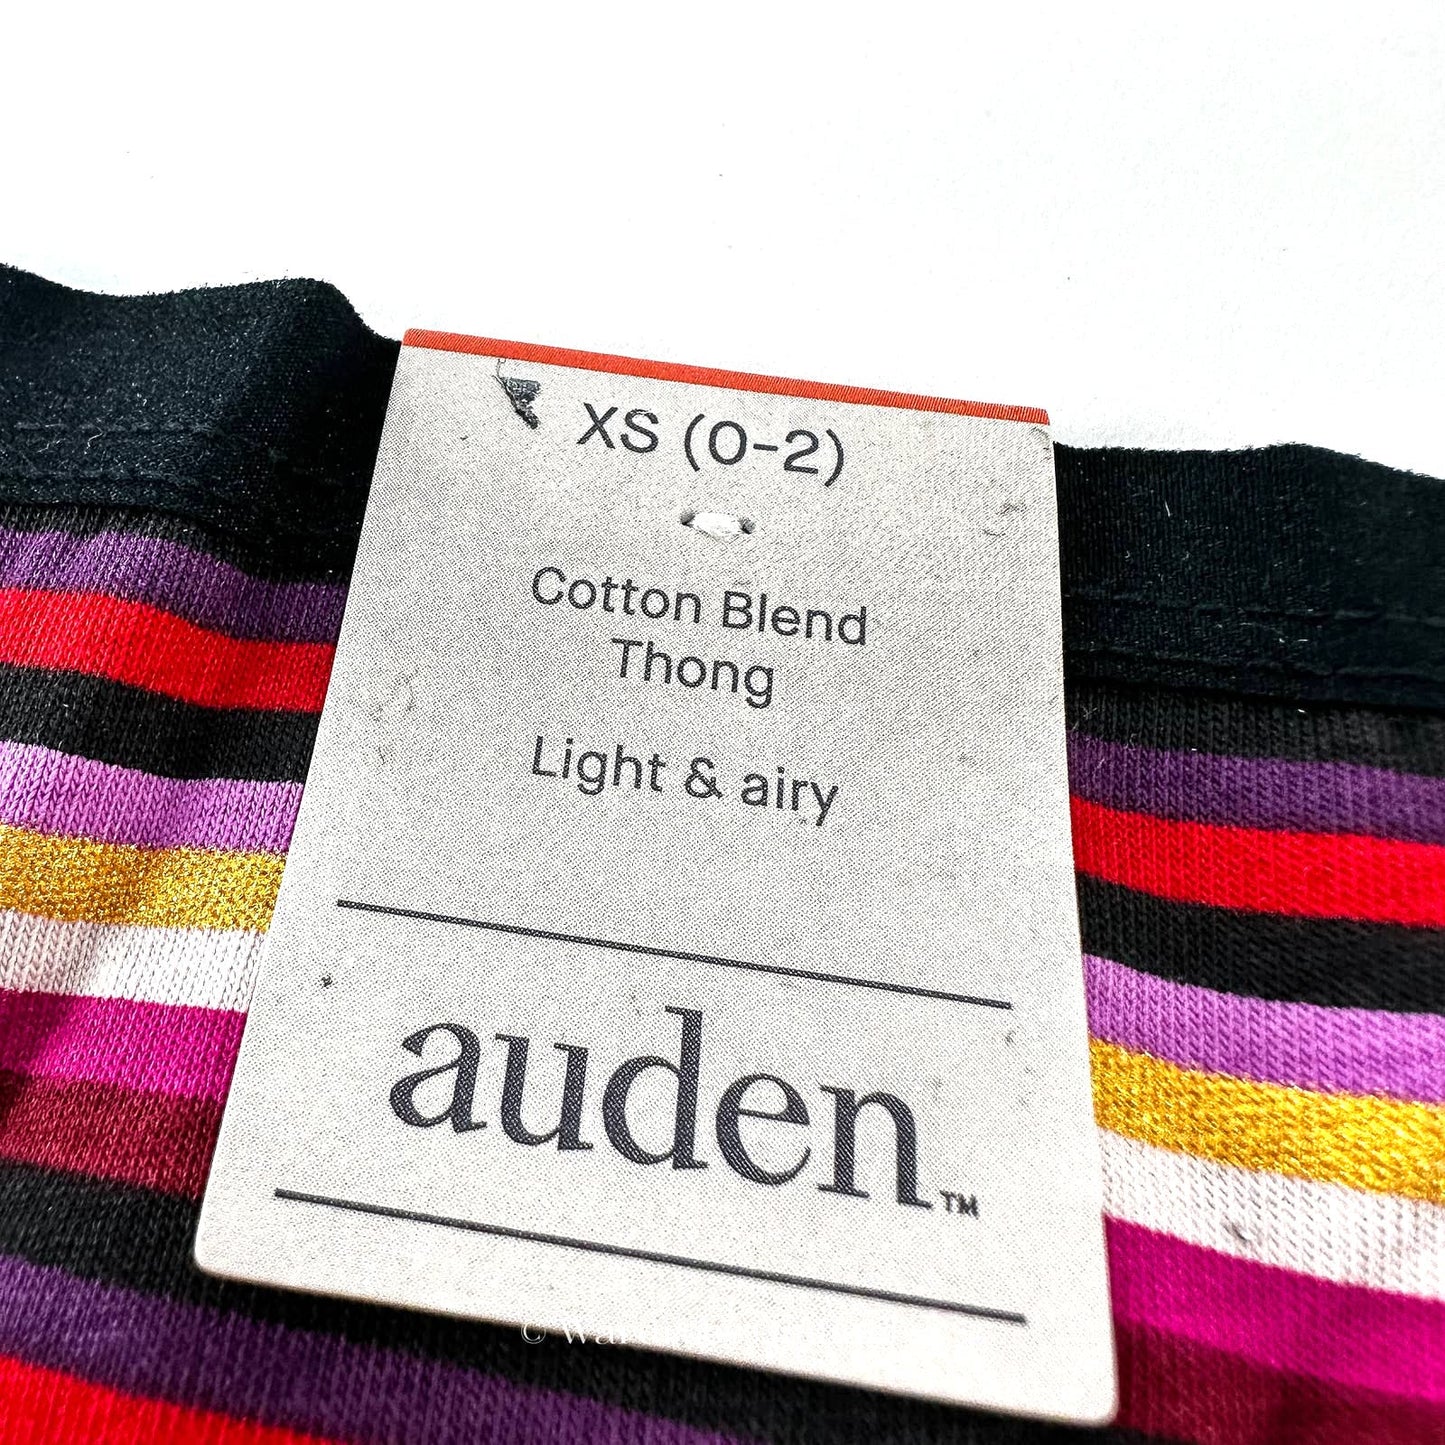 XS (0-2)
Cotton Blend
Thong
Light & airy
auden™
©